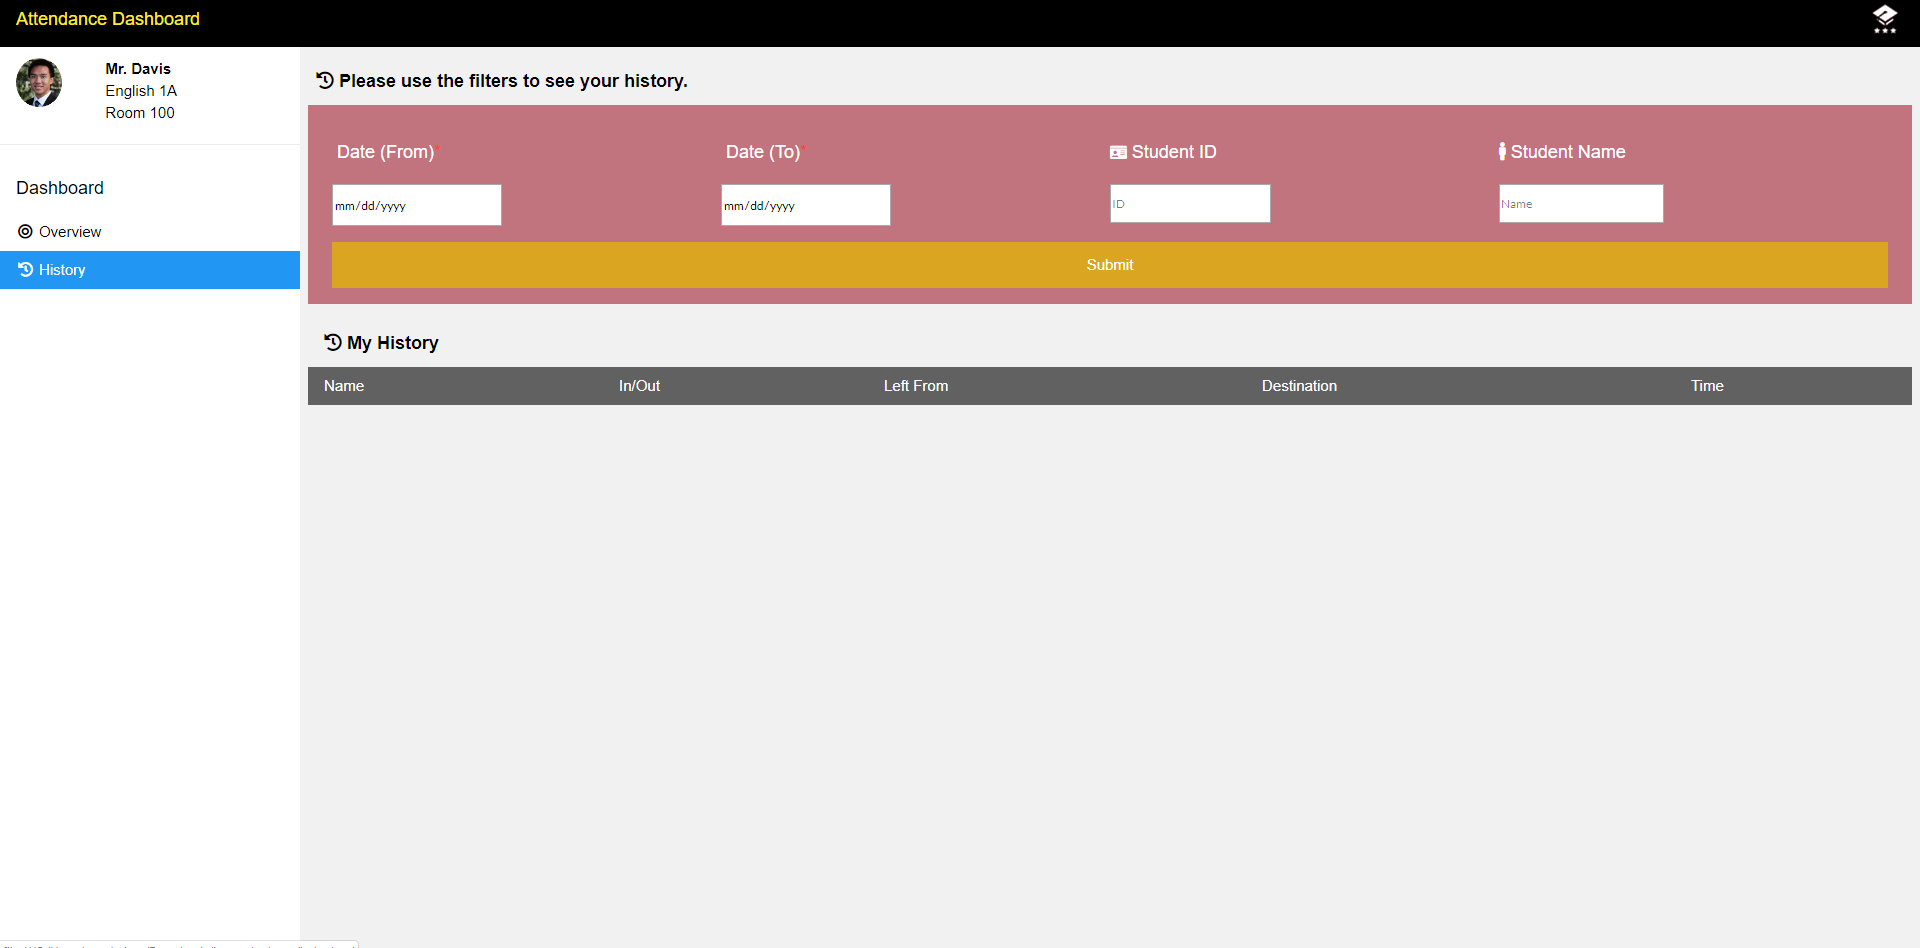 Attendance Dashboard
Mr. Davis
English 1A
Room 100
Dashboard
Overview
History
Please use the filters to see your history.
Date (From)* Date (To)* Student ID Student Name
mm/dd/yyyy mm/dd/yyyy ID Name
Submit
My History
Name In/Out Left From Destination Time